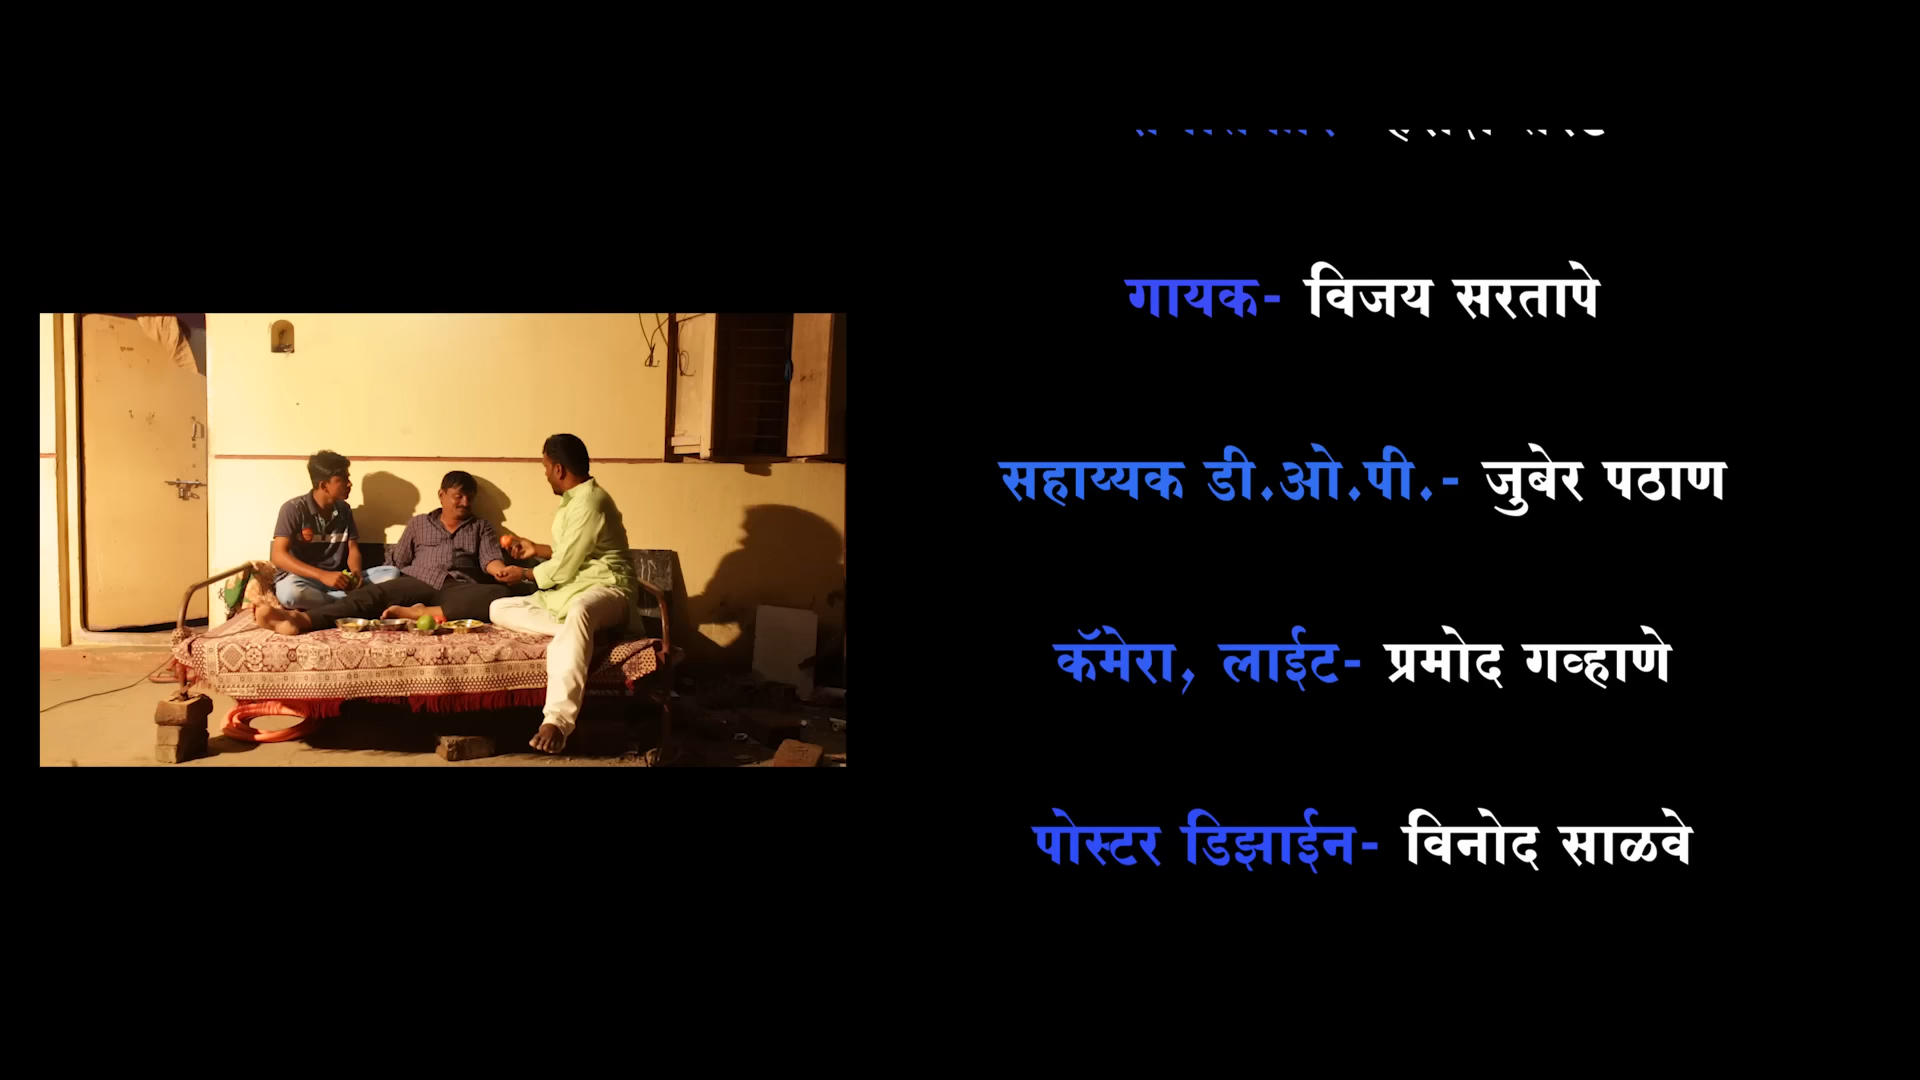 गायक- विजय सरतापे
सहाय्यक डी.ओ.पी.- जुबेर पठाण
कॅमेरा, लाईट- प्रमोद गव्हाणे
पोस्टर डिझाईन- विनोद साळवे